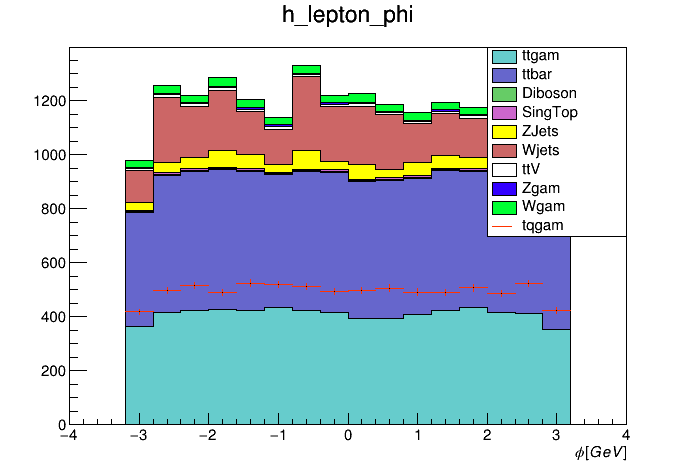 h_lepton_phi
ttgam
ttbar
Diboson
SingTop
ZJets
Wjets
ttV
Zgam
Wgam
tqgam
1200
1000
800
600
400
200
0
−4 −3 −2 −1 0 1 2 3 4
ϕ[GeV]